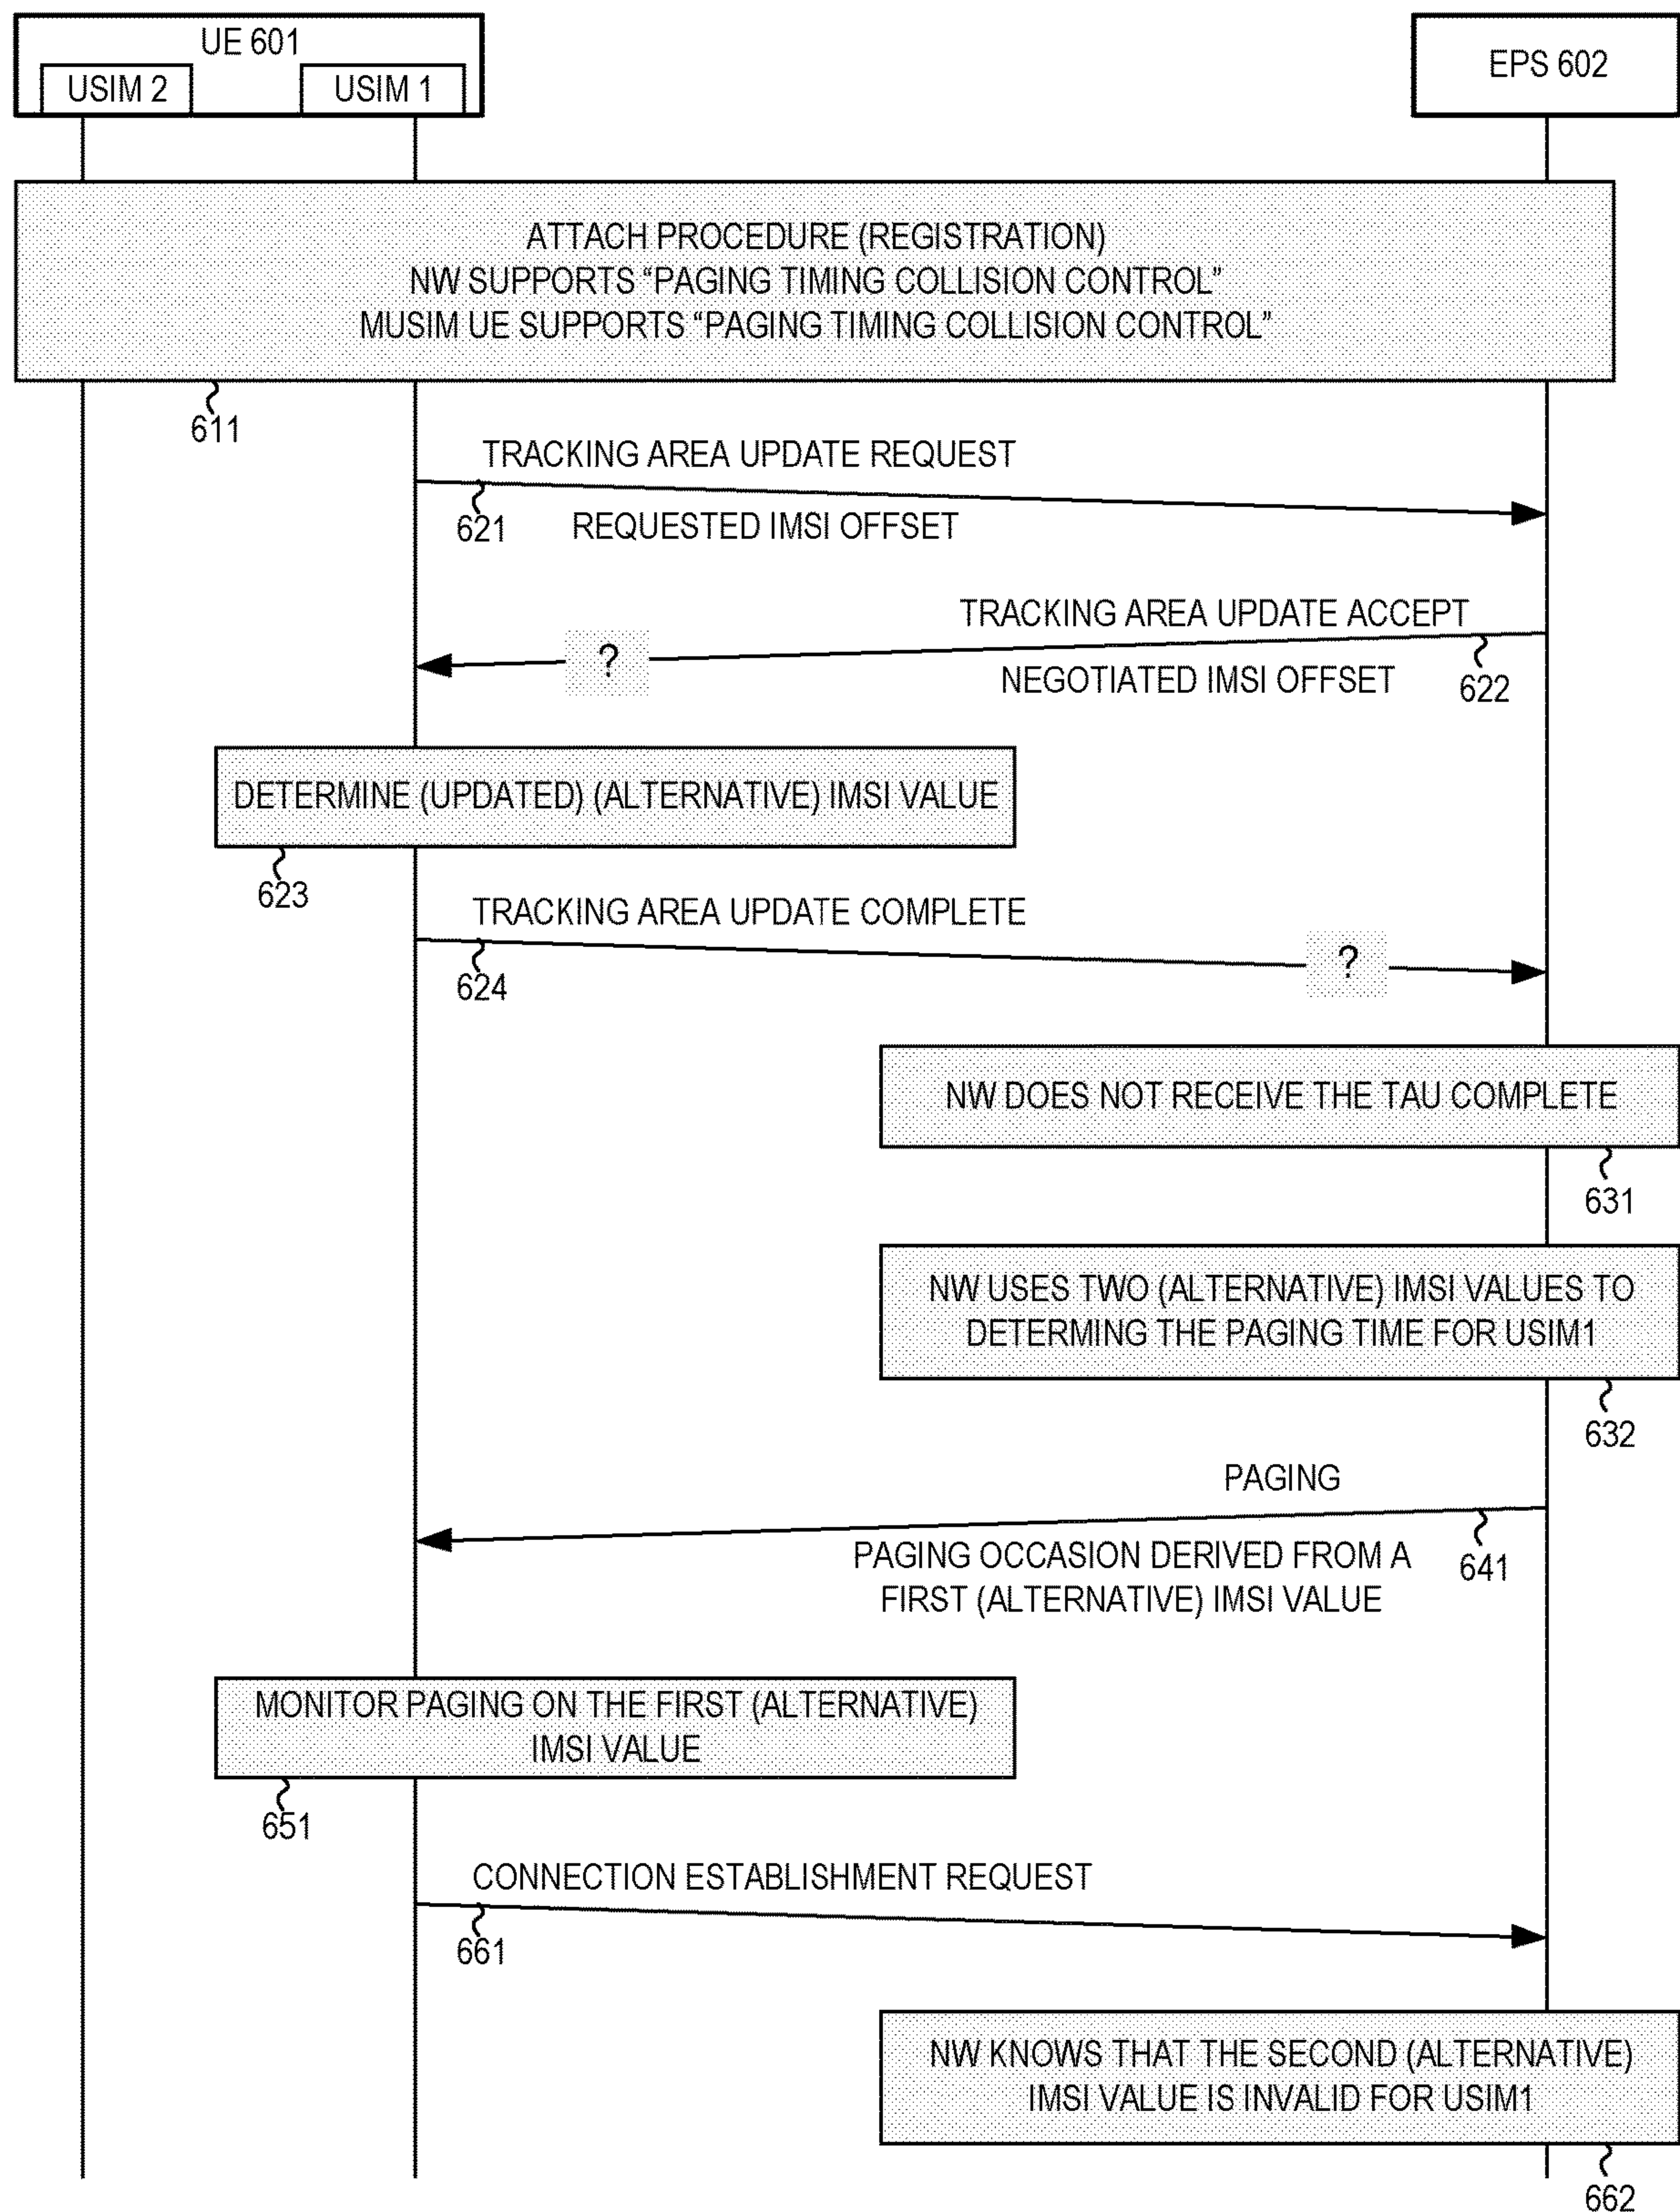 UE 601
USIM 2
USIM 1
EPS 602
ATTACH PROCEDURE (REGISTRATION)
NW SUPPORTS “PAGING TIMING COLLISION CONTROL”
MUSIM UE SUPPORTS “PAGING TIMING COLLISION CONTROL”
611
TRACKING AREA UPDATE REQUEST
621
REQUESTED IMSI OFFSET
TRACKING AREA UPDATE ACCEPT
?
NEGOTIATED IMSI OFFSET
622
DETERMINE (UPDATED) (ALTERNATIVE) IMSI VALUE
623
TRACKING AREA UPDATE COMPLETE
?
624
NW DOES NOT RECEIVE THE TAU COMPLETE
631
NW USES TWO (ALTERNATIVE) IMSI VALUES TO
DETERMING THE PAGING TIME FOR USIM1
632
PAGING
641
PAGING OCCASION DERIVED FROM A
FIRST (ALTERNATIVE) IMSI VALUE
MONITOR PAGING ON THE FIRST (ALTERNATIVE)
IMSI VALUE
651
CONNECTION ESTABLISHMENT REQUEST
661
NW KNOWS THAT THE SECOND (ALTERNATIVE)
IMSI VALUE IS INVALID FOR USIM1
662